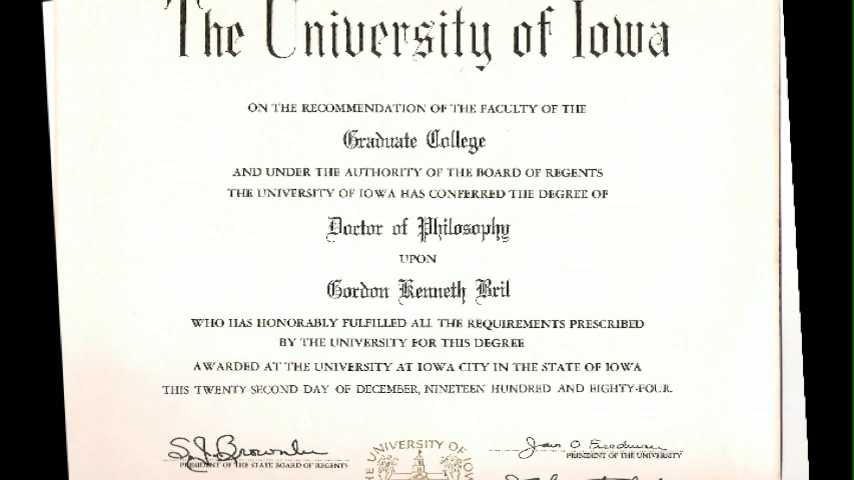 The University of Iowa
ON THE RECOMMENDATION OF THE FACULTY OF THE
Graduate College
AND UNDER THE AUTHORITY OF THE BOARD OF REGENTS
THE UNIVERSITY OF IOWA HAS CONFERRED THE DEGREE OF
Doctor of Philosophy
UPON
Gordon Kenneth Bril
WHO HAS HONORABLY FULFILLED ALL THE REQUIREMENTS PRESCRIBED
BY THE UNIVERSITY FOR THIS DEGREE
AWARDED AT THE UNIVERSITY AT IOWA CITY IN THE STATE OF IOWA
THIS TWENTY-SECOND DAY OF DECEMBER, NINETEEN HUNDRED AND EIGHTY-FOUR.
PRESIDENT OF THE STATE BOARD OF REGENTS
THE UNIVERSITY OF IOWA
PRESIDENT OF THE UNIVERSITY